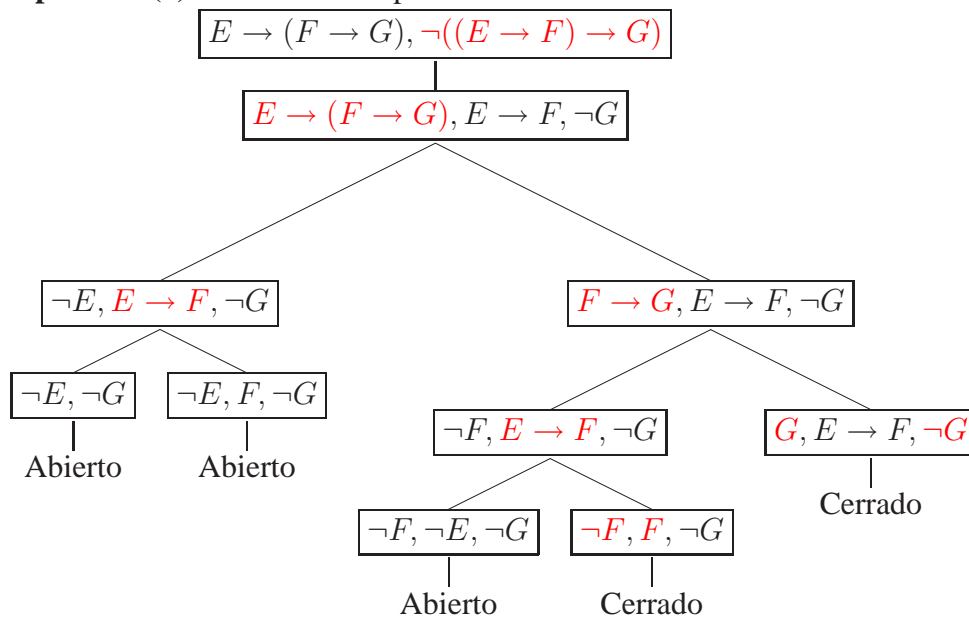 E → (F → G), ¬((E → F) → G)
E → (F → G), E → F, ¬G
¬E, E → F, ¬G
F → G, E → F, ¬G
¬E, ¬G
¬E, F, ¬G
¬F, E → F, ¬G
G, E → F, ¬G
Abierto
Abierto
Cerrado
¬F, ¬E, ¬G
¬F, F, ¬G
Abierto
Cerrado